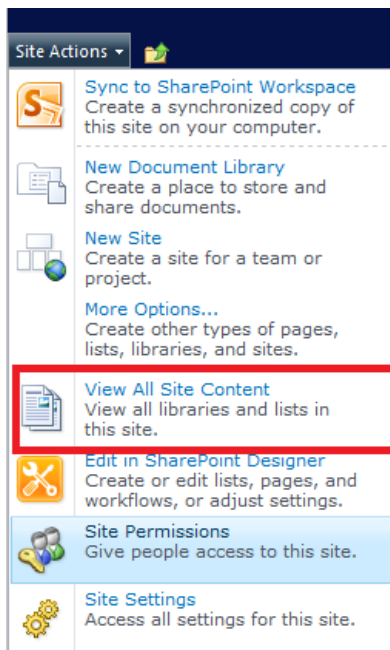 Site Actions
Sync to SharePoint Workspace
Create a synchronized copy of
this site on your computer.
New Document Library
Create a place to store and
share documents.
New Site
Create a site for a team or
project.
More Options...
Create other types of pages,
lists, libraries, and sites.
View All Site Content
View all libraries and lists in
this site.
Edit in SharePoint Designer
Create or edit lists, pages, and
workflows, or adjust settings.
Site Permissions
Give people access to this site.
Site Settings
Access all settings for this site.